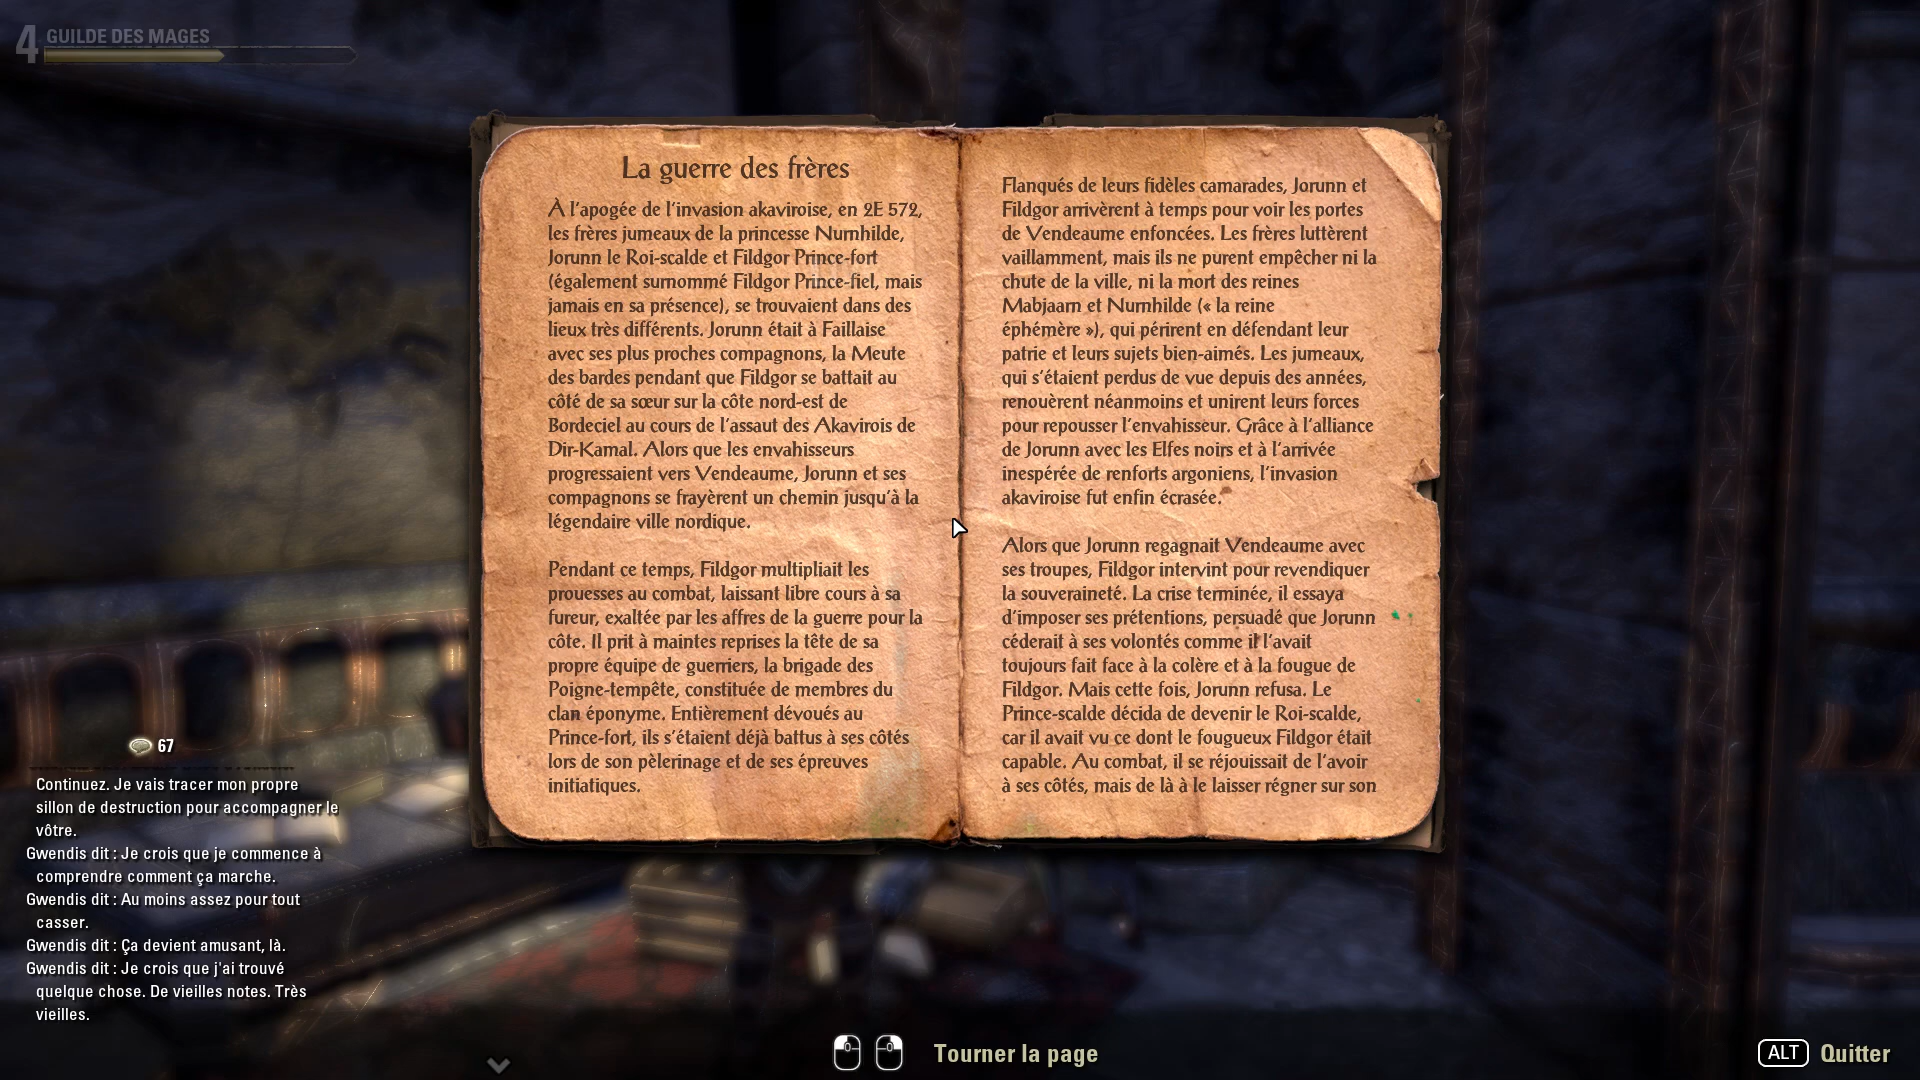 4 GUILDE DES MAGES
La guerre des frères
À l'apogée de l'invasion akaviroise, en 2E 572,
les frères jumeaux de la princesse Nurnhilde,
Jorunn le Roi-scalde et Fildgor Prince-fort
(également surnommé Fildgor Prince-fiel, mais
jamais en sa présence), se trouvaient dans des
lieux très différents. Jorunn était à Faillaise
avec ses plus proches compagnons, la Meute
des bardes pendant que Fildgor se battait au
côté de sa sœur sur la côte nord-est de
Bordeciel au cours de l'assaut des Akavirois de
Dir-Kamal. Alors que les envahisseurs
progressaient vers Vendeaume, Jorunn et ses
compagnons se frayèrent un chemin jusqu'à la
légendaire ville nordique.
Pendant ce temps, Fildgor multipliait les
prouesses au combat, laissant libre cours à sa
fureur, exaltée par les affres de la guerre pour la
côte. Il prit à maintes reprises la tête de sa
propre équipe de guerriers, la brigade des
Poigne-tempête, constituée de membres du
clan éponyme. Entièrement dévoués au
Prince-fort, ils s'étaient déjà battus à ses côtés
lors de son pèlerinage et de ses épreuves
initiatiques.
Flanqués de leurs fidèles camarades, Jorunn et
Fildgor arrivèrent à temps pour voir les portes
de Vendeaume enfoncées. Les frères luttèrent
vaillamment, mais ils ne purent empêcher ni la
chute de la ville, ni la mort des reines
Mabjaarn et Nurnhilde (« la reine
éphémère »), qui périrent en défendant leur
patrie et leurs sujets bien-aimés. Les jumeaux,
qui s'étaient perdus de vue depuis des années,
renouèrent néanmoins et unirent leurs forces
pour repousser l'envahisseur. Grâce à l'alliance
de Jorunn avec les Elfes noirs et à l'arrivée
inespérée de renforts argoniens, l'invasion
akaviroise fut enfin écrasée.
Alors que Jorunn regagnait Vendeaume avec
ses troupes, Fildgor intervint pour revendiquer
la souveraineté. La crise terminée, il essaya
d'imposer ses prétentions, persuadé que Jorunn
céderait à ses volontés comme il l'avait
toujours fait face à la colère et à la fougue de
Fildgor. Mais cette fois, Jorunn refusa. Le
Prince-scalde décida de devenir le Roi-scalde,
car il avait vu ce dont le fougueux Fildgor était
capable. Au combat, il se réjouissait de l'avoir
à ses côtés, mais de là à le laisser régner sur son
67
Continuez. Je vais tracer mon propre
sillon de destruction pour accompagner le
vôtre.
Gwendis dit : Je crois que je commence à
comprendre comment ça marche.
Gwendis dit : Au moins assez pour tout
casser.
Gwendis dit : Ça devient amusant, là.
Gwendis dit : Je crois que j'ai trouvé
quelque chose. De vieilles notes. Très
vieilles.
Tourner la page
ALT Quitter